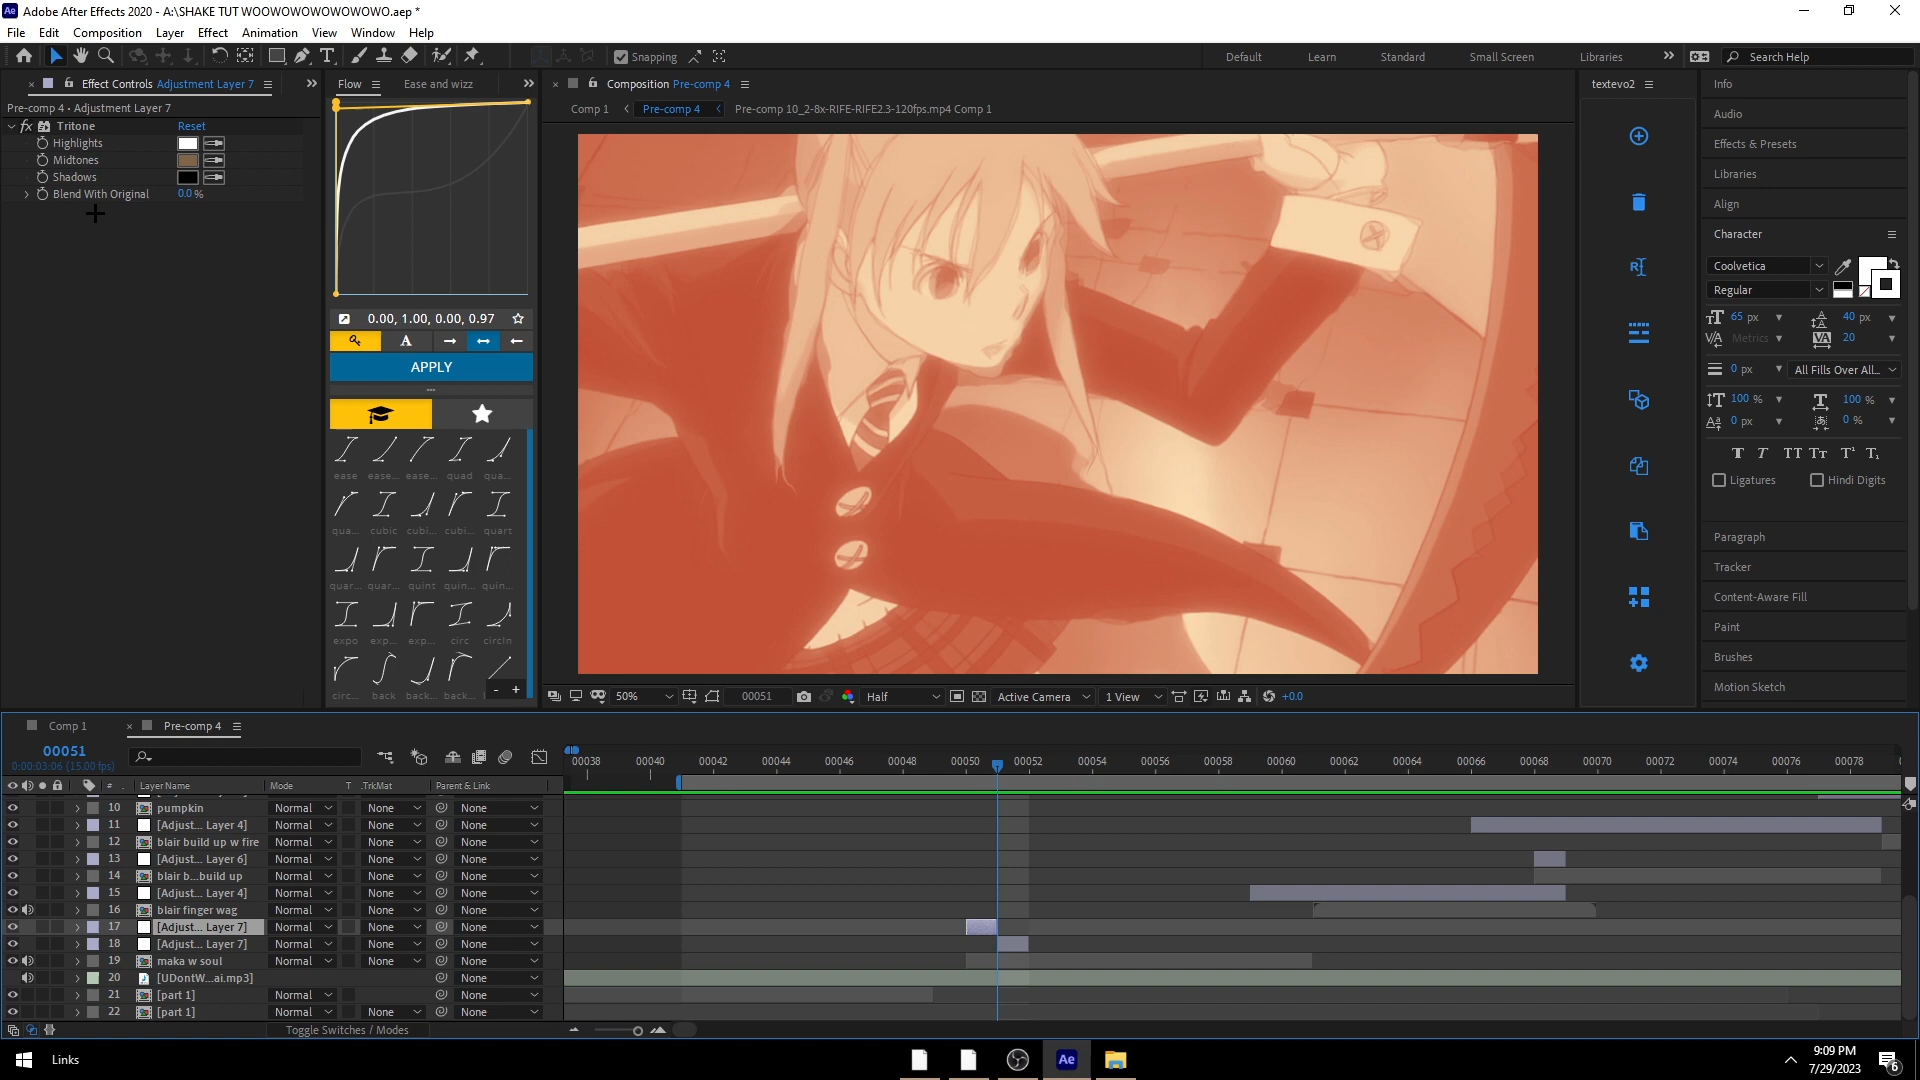 Adobe After Effects 2020 - A:\SHAKE TUT WOOWOWOWOWOWOWO.aep *
File Edit Composition Layer Effect Animation View Window Help
Snapping
Default Learn Standard Small Screen Libraries Search Help
Effect Controls Adjustment Layer 7
Pre-comp 4 • Adjustment Layer 7
fx Tritone Reset
Highlights
Midtones
Shadows
Blend With Original 0.0 %
Flow Ease and wizz
0.00, 1.00, 0.00, 0.97
A
APPLY
ease ease... ease... quad qua...
qua... cubic cubi... cubi... quart
quar... quar... quint quin... quin...
expo exp... exp... circ circIn
circ... back back... back...
- +
Composition Pre-comp 4
Comp 1 Pre-comp 4 Pre-comp 10_2-8x-RIFE-RIFE2.3-120fps.mp4 Comp 1
50% 00051 Half Active Camera 1 View +0.0
textevo2
Info
Audio
Effects & Presets
Libraries
Align
Character
Coolvetica
Regular
65 px 40 px
Metrics 20
0 px All Fills Over All...
100 % 100 %
0 px 0 %
T T TT Tt T¹ T₁
Ligatures Hindi Digits
Paragraph
Tracker
Content-Aware Fill
Paint
Brushes
Motion Sketch
Comp 1 Pre-comp 4
00051
0:00:03:06 (15.00 fps)
00038 00040 00042 00044 00046 00048 00050 00052 00054 00056 00058 00060 00062 00064 00066 00068 00070 00072 00074 00076 00078
# Layer Name Mode T .TrkMat Parent & Link
10 pumpkin Normal None None
11 [Adjust... Layer 4] Normal None None
12 blair build up w fire Normal None None
13 [Adjust... Layer 6] Normal None None
14 blair b...build up Normal None None
15 [Adjust... Layer 4] Normal None None
16 blair finger wag Normal None None
17 [Adjust... Layer 7] Normal None None
18 [Adjust... Layer 7] Normal None None
19 maka w soul Normal None None
20 [UDontW...ai.mp3] None
21 [part 1] Normal None
22 [part 1] Normal None None
Toggle Switches / Modes
Links
Ae
9:09 PM
7/29/2023
6